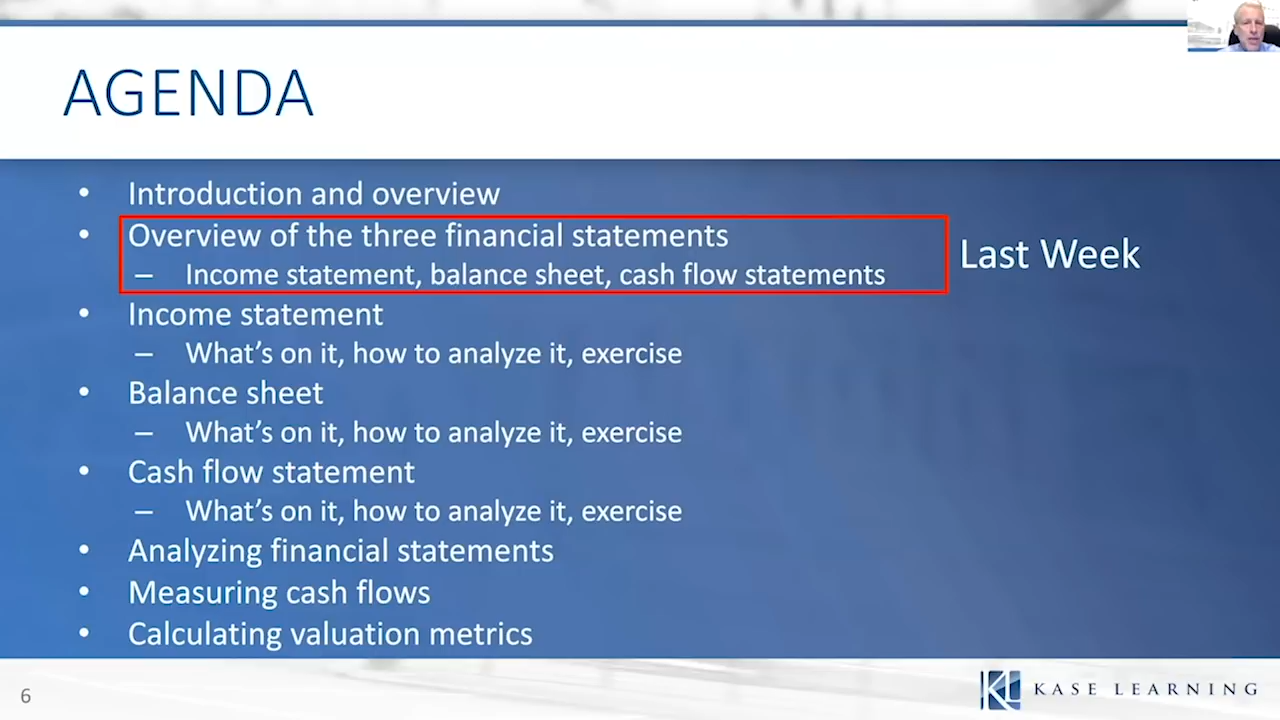 AGENDA
• Introduction and overview
• Overview of the three financial statements
– Income statement, balance sheet, cash flow statements
Last Week
• Income statement
– What's on it, how to analyze it, exercise
• Balance sheet
– What's on it, how to analyze it, exercise
• Cash flow statement
– What's on it, how to analyze it, exercise
• Analyzing financial statements
• Measuring cash flows
• Calculating valuation metrics
6
KL KASE LEARNING